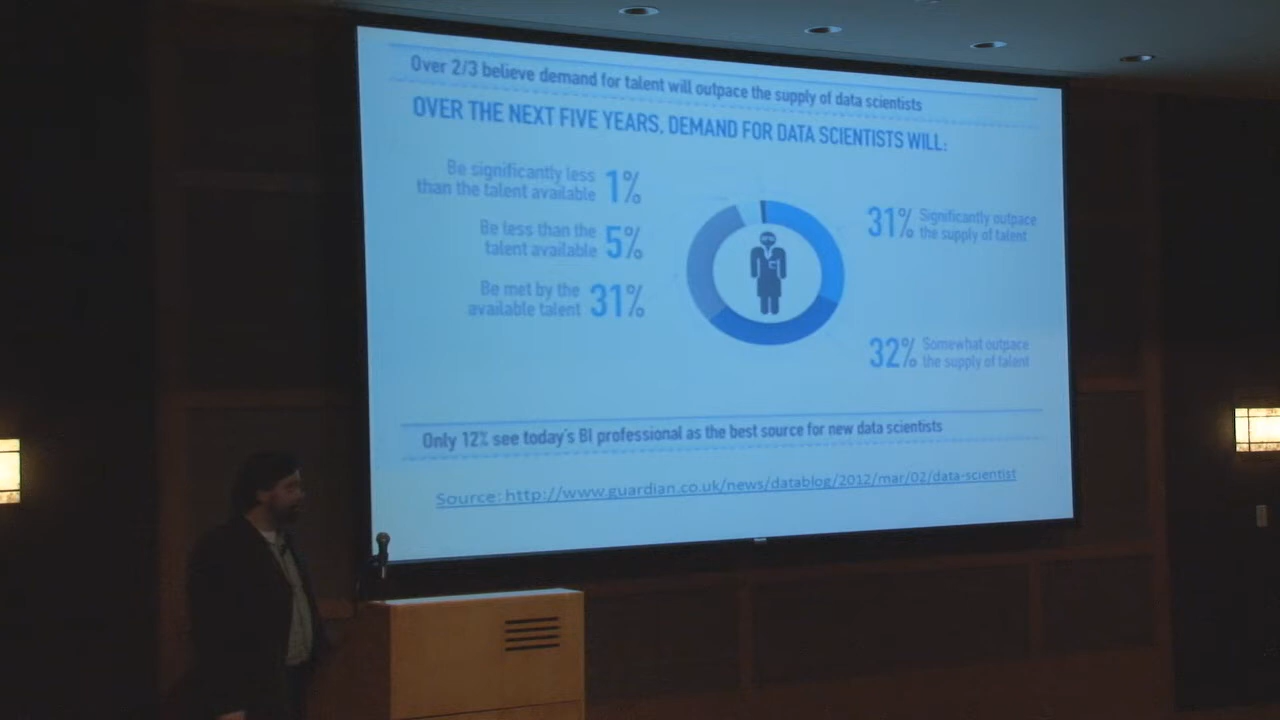 Over 2/3 believe demand for talent will outpace the supply of data scientists
OVER THE NEXT FIVE YEARS, DEMAND FOR DATA SCIENTISTS WILL:
Be significantly less
than the talent available
1%
Be less than the
talent available
5%
Be met by the
available talent
31%
31%
Significantly outpace
the supply of talent
32%
Somewhat outpace
the supply of talent
Only 12% see today's BI professional as the best source for new data scientists
Source: http://www.guardian.co.uk/news/datablog/2012/mar/02/data-scientist